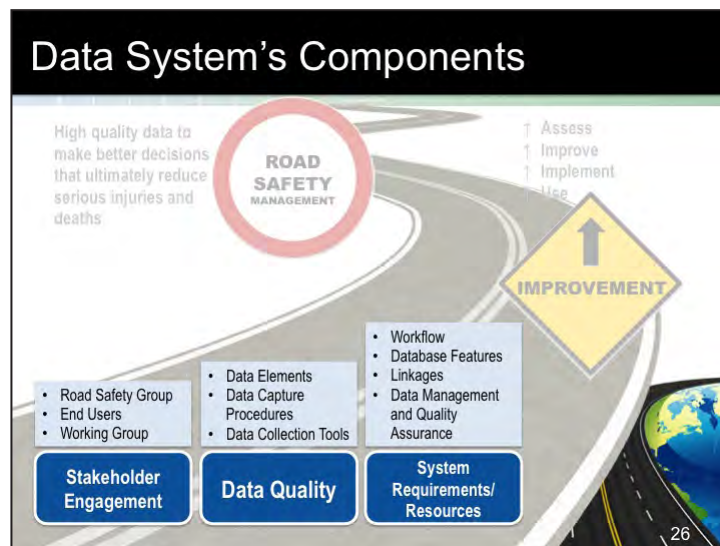 Data System's Components
High quality data to
make better decisions
that ultimately reduce
serious injuries and
deaths
ROAD
SAFETY
MANAGEMENT
↑ Assess
↑ Improve
↑ Implement
↑ Use
IMPROVEMENT
• Road Safety Group
• End Users
• Working Group
Stakeholder
Engagement
• Data Elements
• Data Capture
Procedures
• Data Collection Tools
Data Quality
• Workflow
• Database Features
• Linkages
• Data Management
and Quality
Assurance
System
Requirements/
Resources
26